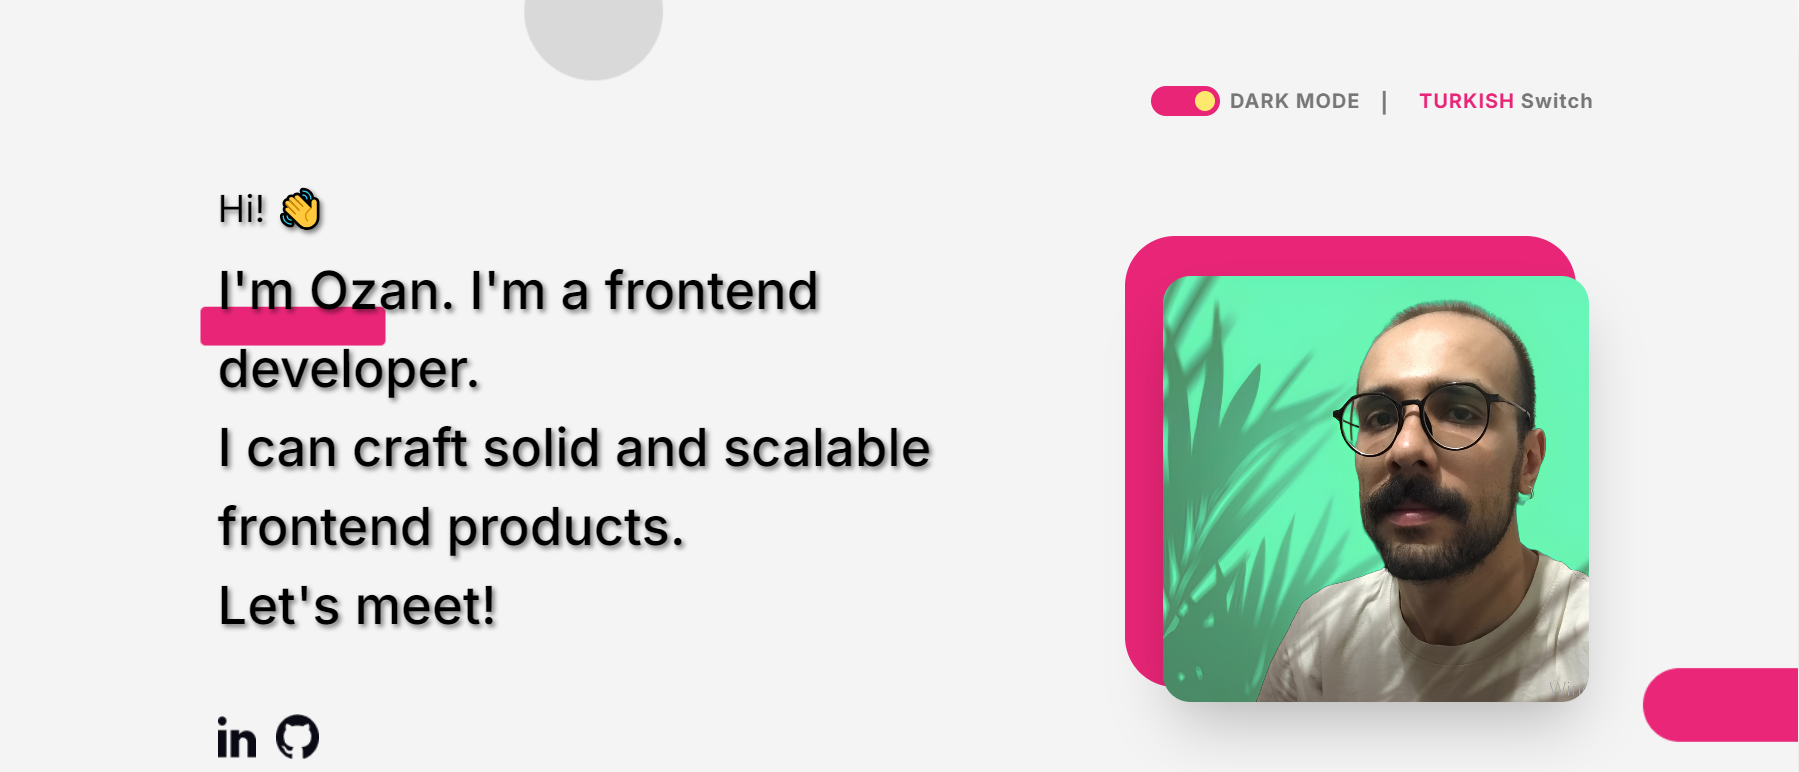 DARK MODE | TURKISH Switch
Hi! 👋
I'm Ozan. I'm a frontend
developer.
I can craft solid and scalable
frontend products.
Let's meet!
in